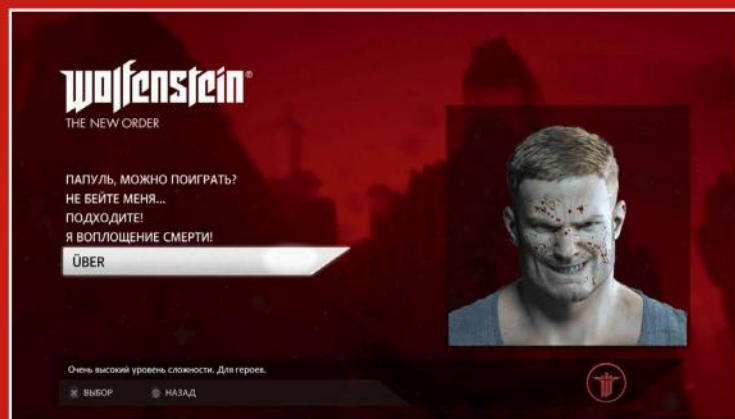 Wolfenstein®
THE NEW ORDER
ПАПУЛЬ, МОЖНО ПОИГРАТЬ?
НЕ БЕЙТЕ МЕНЯ...
ПОДХОДИТЕ!
Я ВОПЛОЩЕНИЕ СМЕРТИ!
ÜBER
Очень высокий уровень сложности. Для героев.
ВЫБОР НАЗАД